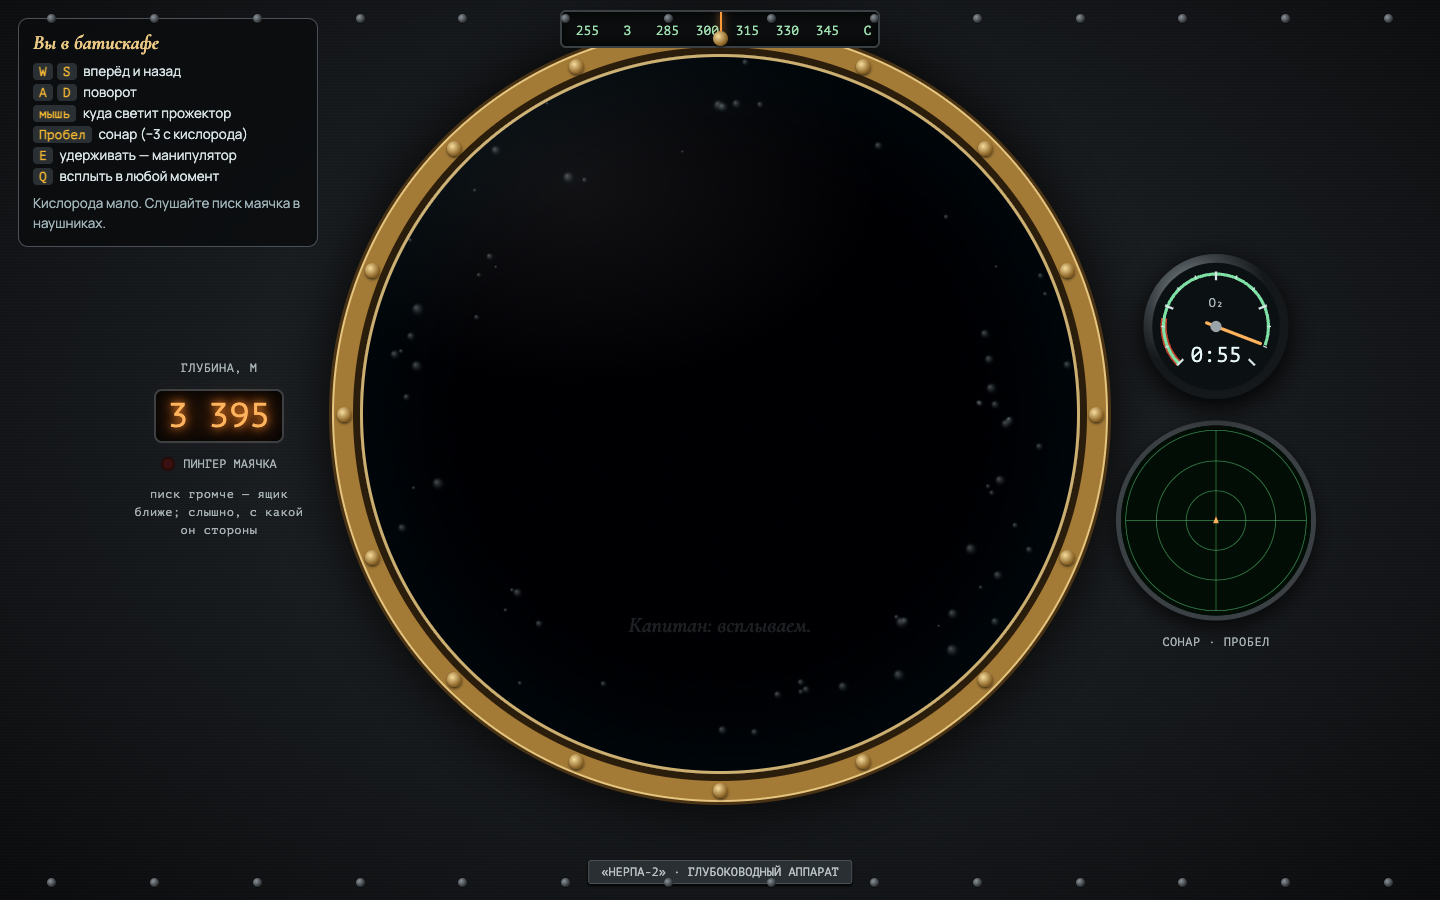 Вы в батискафе
W S вперёд и назад
A D поворот
мышь куда светит прожектор
Пробел сонар (−3 с кислорода)
E удерживать — манипулятор
Q всплыть в любой момент
Кислорода мало. Слушайте писк маячка в
наушниках.
255 3 285 300 315 330 345 С
ГЛУБИНА, М
3 395
ПИНГЕР МАЯЧКА
писк громче — ящик
ближе; слышно, с какой
он стороны
O₂
0:55
СОНАР · ПРОБЕЛ
Капитан: всплываем.
«НЕРПА-2» · ГЛУБОКОВОДНЫЙ АППАРАТ